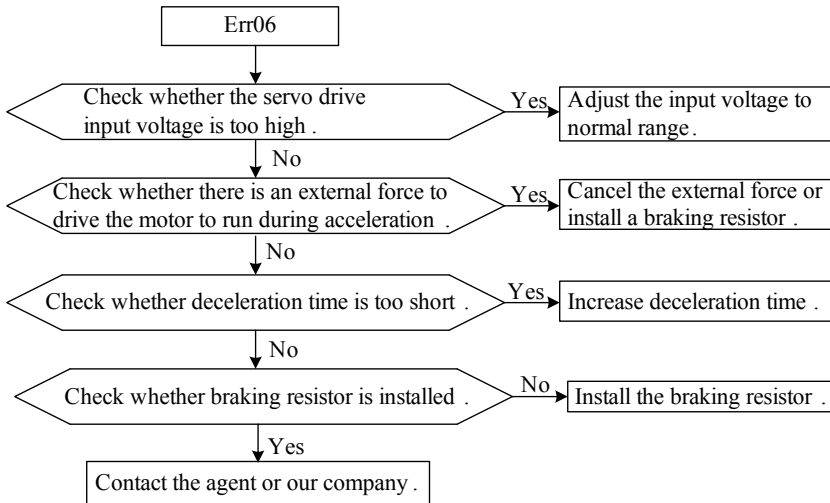 Err06
Check whether the servo drive
input voltage is too high .
Yes
Adjust the input voltage to
normal range.
No
Check whether there is an external force to
drive the motor to run during acceleration .
Yes
Cancel the external force or
install a braking resistor .
No
Check whether deceleration time is too short .
Yes
Increase deceleration time .
No
Check whether braking resistor is installed .
No
Install the braking resistor .
Yes
Contact the agent or our company .